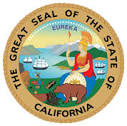 THE GREAT SEAL OF THE STATE OF
CALIFORNIA
EUREKA